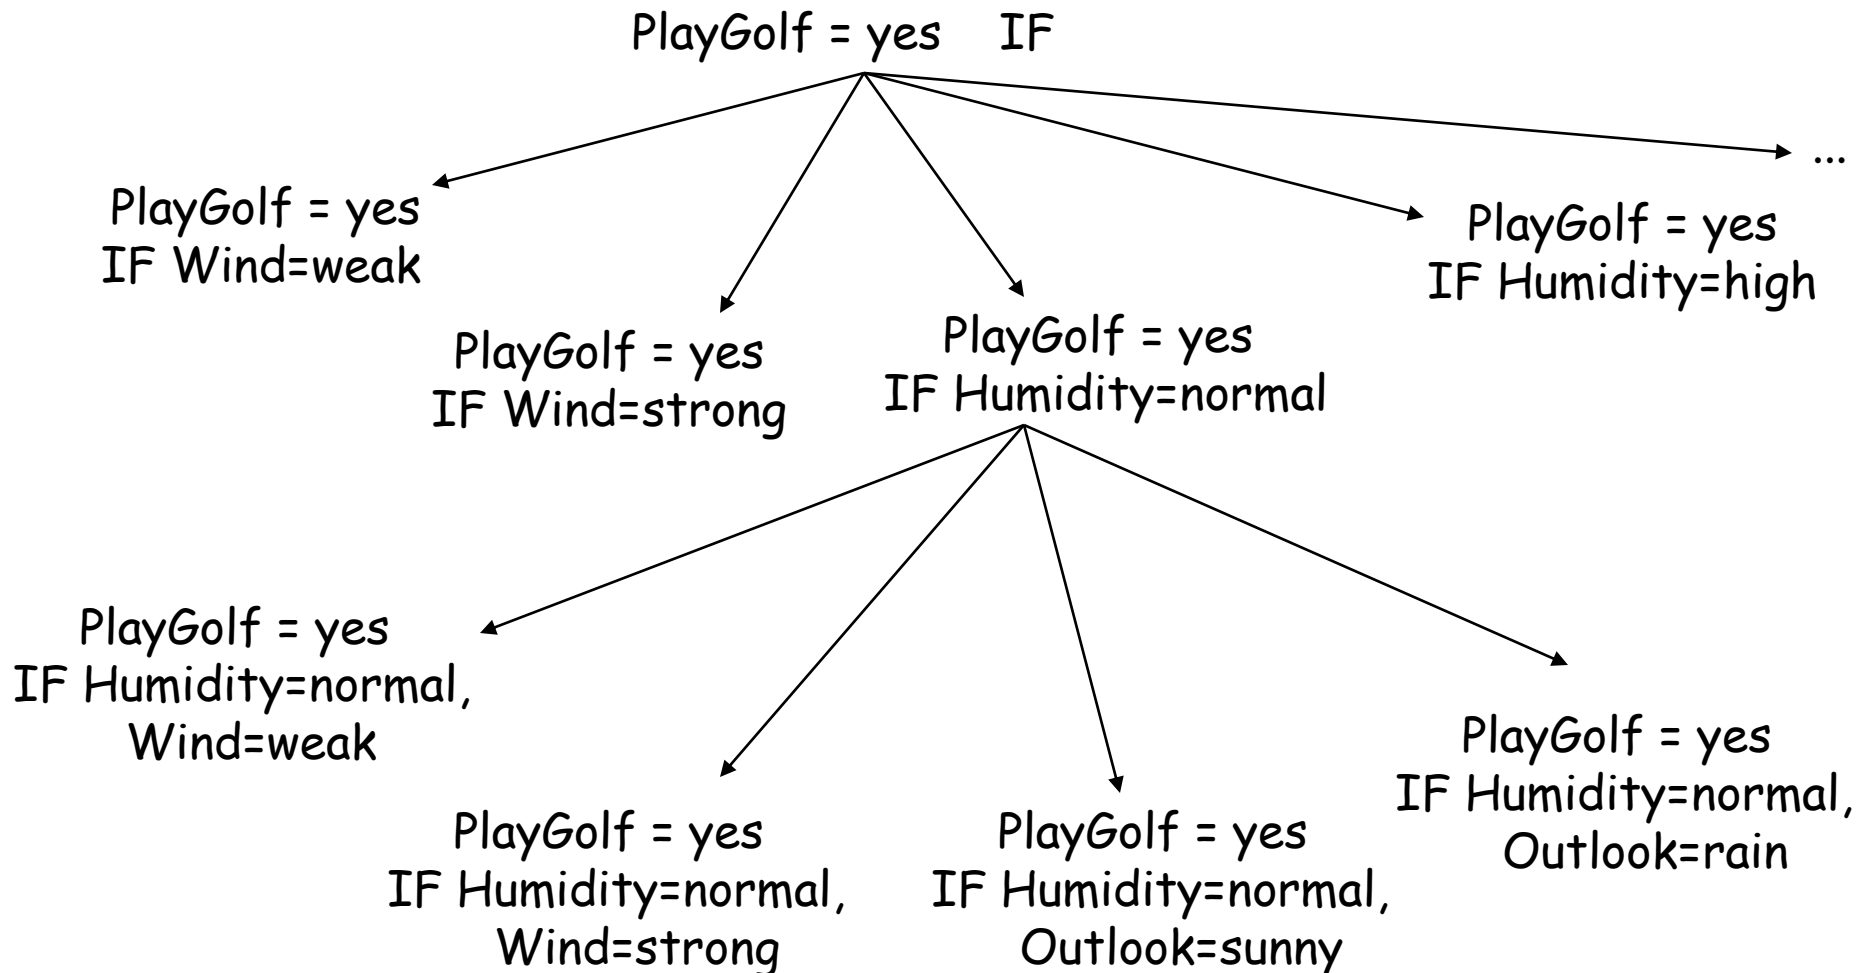 PlayGolf = yes IF
...
PlayGolf = yes
IF Wind=weak
PlayGolf = yes
IF Humidity=high
PlayGolf = yes
IF Wind=strong
PlayGolf = yes
IF Humidity=normal
PlayGolf = yes
IF Humidity=normal,
Wind=weak
PlayGolf = yes
IF Humidity=normal,
Wind=strong
PlayGolf = yes
IF Humidity=normal,
Outlook=sunny
PlayGolf = yes
IF Humidity=normal,
Outlook=rain